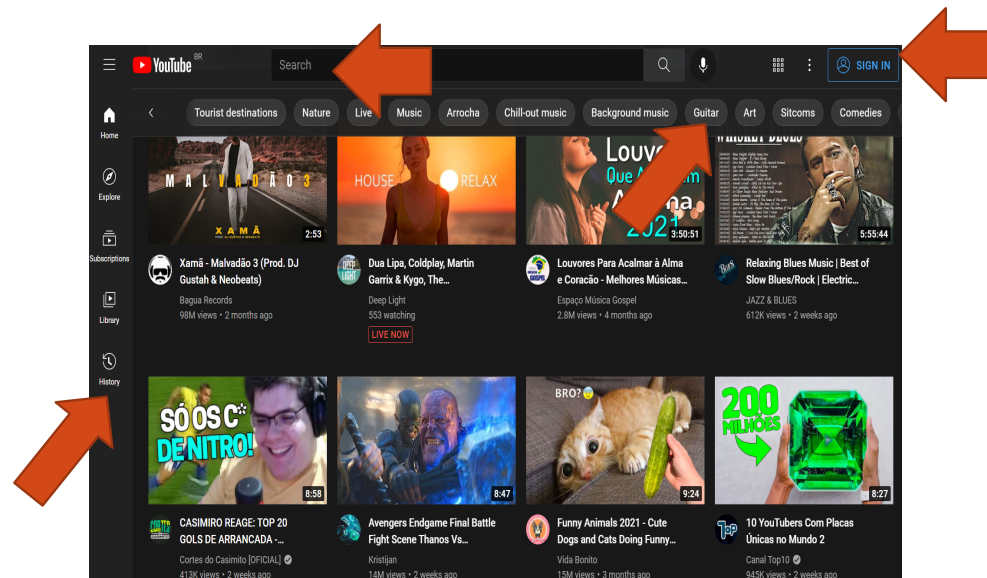 YouTube BR
Search
SIGN IN
Tourist destinations Nature Live Music Arrocha Chill-out music Background music Guitar Art Sitcoms Comedies
Home
Explore
Subscriptions
Library
History
MALVADÃO 3
XAMÃ
2:53
HOUSE RELAX
Louv
Que A m
A na
2021
3:50:51
WHISKEY BLUES
5:55:44
DEEP LIGHT
GOSPEL
Xamã - Malvadão 3 (Prod. DJ
Gustah & Neobeats)
Bagua Records
98M views • 2 months ago
Dua Lipa, Coldplay, Martin
Garrix & Kygo, The...
Deep Light
553 watching
LIVE NOW
Louvores Para Acalmar à Alma
e Coracão - Melhores Músicas...
Espaço Música Gospel
2.8M views • 4 months ago
Relaxing Blues Music | Best of
Slow Blues/Rock | Electric...
JAZZ & BLUES
612K views • 2 weeks ago
SÓ OS C*
DE NITRO!
8:58
8:47
BRO?
9:24
200
MILHÕES
8:27
CASIMIRO REAGE: TOP 20
GOLS DE ARRANCADA -...
Cortes do Casimito [OFICIAL]
413K views • 2 weeks ago
Avengers Endgame Final Battle
Fight Scene Thanos Vs...
Kristijan
14M views • 2 weeks ago
Funny Animals 2021 - Cute
Dogs and Cats Doing Funny...
Vida Bonito
15M views • 3 months ago
TOP
10 YouTubers Com Placas
Únicas no Mundo 2
Canal Top10
945K views • 2 weeks ago